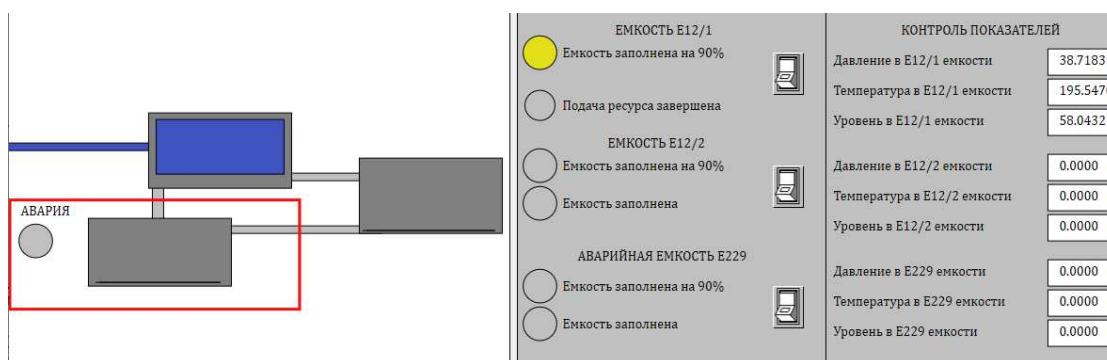 АВАРИЯ
ЕМКОСТЬ Е12/1
Емкость заполнена на 90%
Подача ресурса завершена
ЕМКОСТЬ Е12/2
Емкость заполнена на 90%
Емкость заполнена
АВАРИЙНАЯ ЕМКОСТЬ Е229
Емкость заполнена на 90%
Емкость заполнена
КОНТРОЛЬ ПОКАЗАТЕЛЕЙ
Давление в Е12/1 емкости 38.7183
Температура в Е12/1 емкости 195.547
Уровень в Е12/1 емкости 58.0432
Давление в Е12/2 емкости 0.0000
Температура в Е12/2 емкости 0.0000
Уровень в Е12/2 емкости 0.0000
Давление в Е229 емкости 0.0000
Температура в Е229 емкости 0.0000
Уровень в Е229 емкости 0.0000